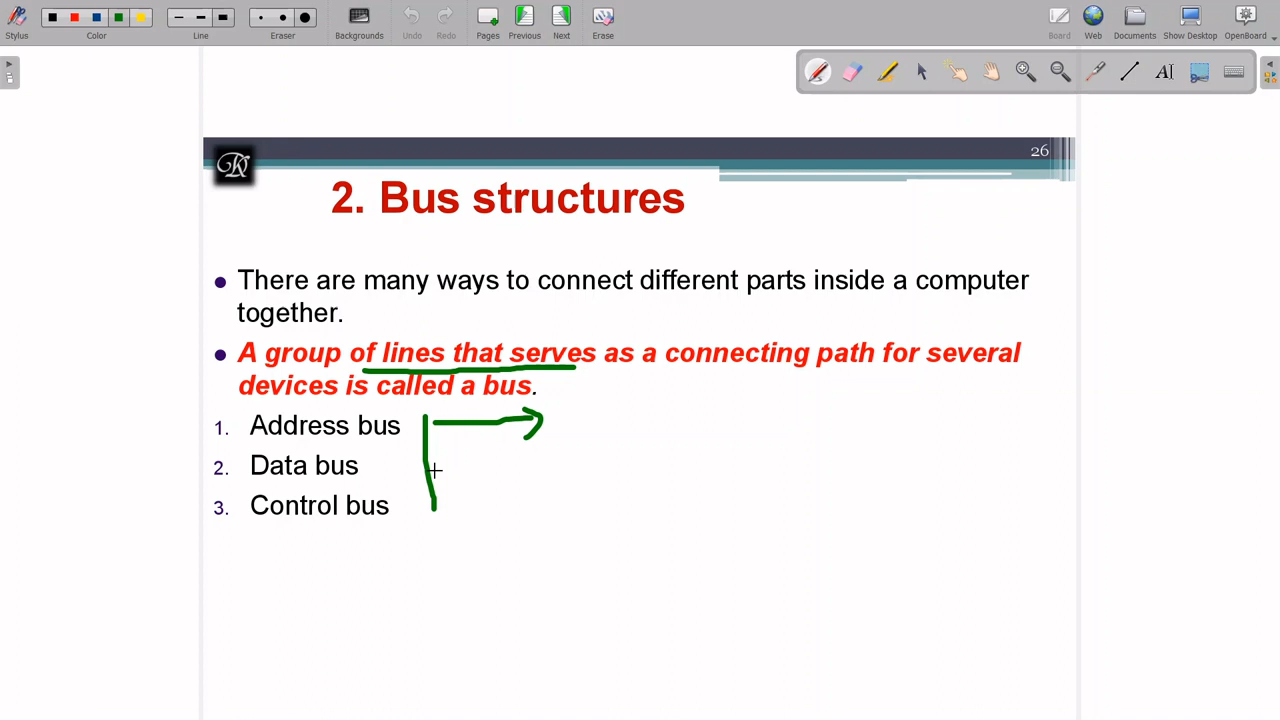 Stylus
Color
Line
Eraser
Backgrounds
Undo
Redo
Pages
Previous
Next
Erase
Board
Web
Documents
Show Desktop
OpenBoard
26
2. Bus structures
There are many ways to connect different parts inside a computer
together.
A group of lines that serves as a connecting path for several
devices is called a bus.
1. Address bus
2. Data bus
3. Control bus